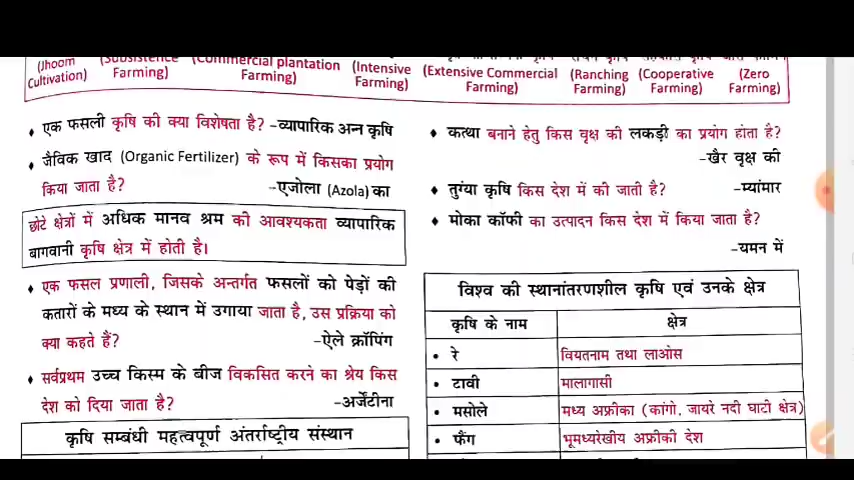 (Jhoom
Cultivation)
(Subsistence
Farming)
(Commercial plantation
Farming)
(Intensive
Farming)
(Extensive Commercial
Farming)
(Ranching
Farming)
(Cooperative
Farming)
(Zero
Farming)
♦ एक फसली कृषि की क्या विशेषता है? –व्यापारिक अन्न कृषि
♦ जैविक खाद (Organic Fertilizer) के रूप में किसका प्रयोग
किया जाता है? –एजोला (Azola) का
छोटे क्षेत्रों में अधिक मानव श्रम की आवश्यकता व्यापारिक
बागवानी कृषि क्षेत्र में होती है।
♦ एक फसल प्रणाली, जिसके अन्तर्गत फसलों को पेड़ों की
कतारों के मध्य के स्थान में उगाया जाता है, उस प्रक्रिया को
क्या कहते हैं? –ऐले क्रॉपिंग
♦ सर्वप्रथम उच्च किस्म के बीज विकसित करने का श्रेय किस
देश को दिया जाता है? –अर्जेंटीना
कृषि सम्बंधी महत्वपूर्ण अंतर्राष्ट्रीय संस्थान
♦ कत्था बनाने हेतु किस वृक्ष की लकड़ी का प्रयोग होता है?
–खैर वृक्ष की
♦ तुंग्या कृषि किस देश में की जाती है? –म्यांमार
♦ मोका कॉफी का उत्पादन किस देश में किया जाता है?
–यमन में
विश्व की स्थानांतरणशील कृषि एवं उनके क्षेत्र
कृषि के नाम क्षेत्र
• रे वियतनाम तथा लाओस
• टावी मालागासी
• मसोले मध्य अफ्रीका (कांगो, जायरे नदी घाटी क्षेत्र)
• फैंग भूमध्यरेखीय अफ्रीकी देश